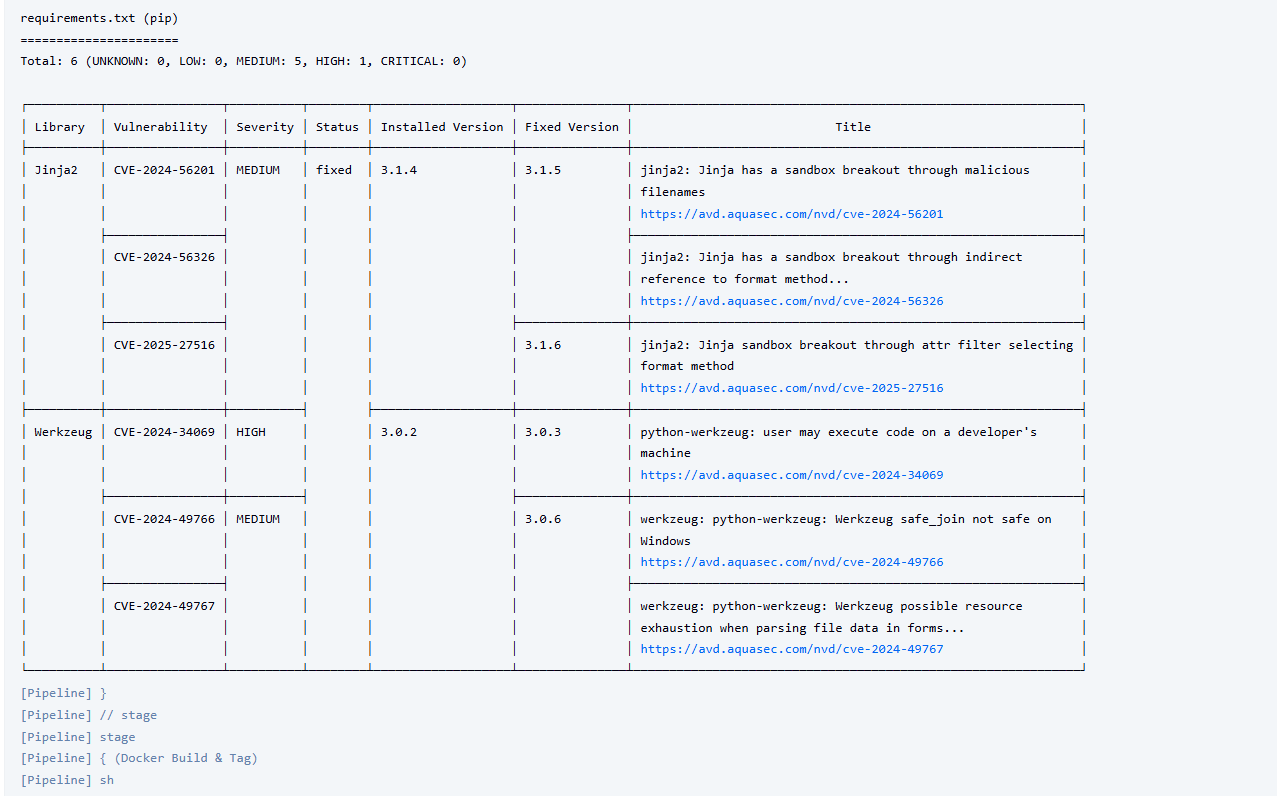 requirements.txt (pip)
======================
Total: 6 (UNKNOWN: 0, LOW: 0, MEDIUM: 5, HIGH: 1, CRITICAL: 0)
Library Vulnerability Severity Status Installed Version Fixed Version Title
Jinja2 CVE-2024-56201 MEDIUM fixed 3.1.4 3.1.5 jinja2: Jinja has a sandbox breakout through malicious
filenames
https://avd.aquasec.com/nvd/cve-2024-56201
CVE-2024-56326 jinja2: Jinja has a sandbox breakout through indirect
reference to format method...
https://avd.aquasec.com/nvd/cve-2024-56326
CVE-2025-27516 3.1.6 jinja2: Jinja sandbox breakout through attr filter selecting
format method
https://avd.aquasec.com/nvd/cve-2025-27516
Werkzeug CVE-2024-34069 HIGH 3.0.2 3.0.3 python-werkzeug: user may execute code on a developer's
machine
https://avd.aquasec.com/nvd/cve-2024-34069
CVE-2024-49766 MEDIUM 3.0.6 werkzeug: python-werkzeug: Werkzeug safe_join not safe on
Windows
https://avd.aquasec.com/nvd/cve-2024-49766
CVE-2024-49767 werkzeug: python-werkzeug: Werkzeug possible resource
exhaustion when parsing file data in forms...
https://avd.aquasec.com/nvd/cve-2024-49767
[Pipeline] }
[Pipeline] // stage
[Pipeline] stage
[Pipeline] { (Docker Build & Tag)
[Pipeline] sh